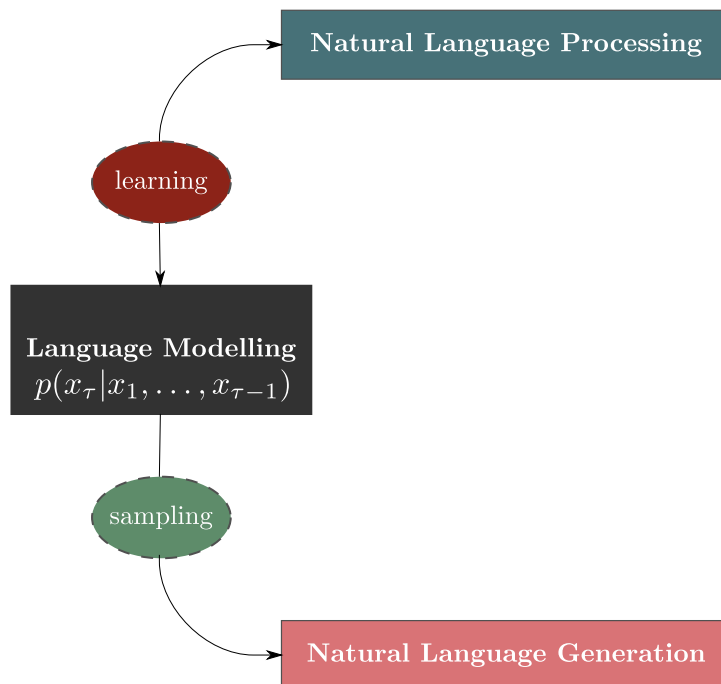 Natural Language Processing
learning
Language Modelling
p(x_τ|x_1, . . . , x_{τ−1})
sampling
Natural Language Generation